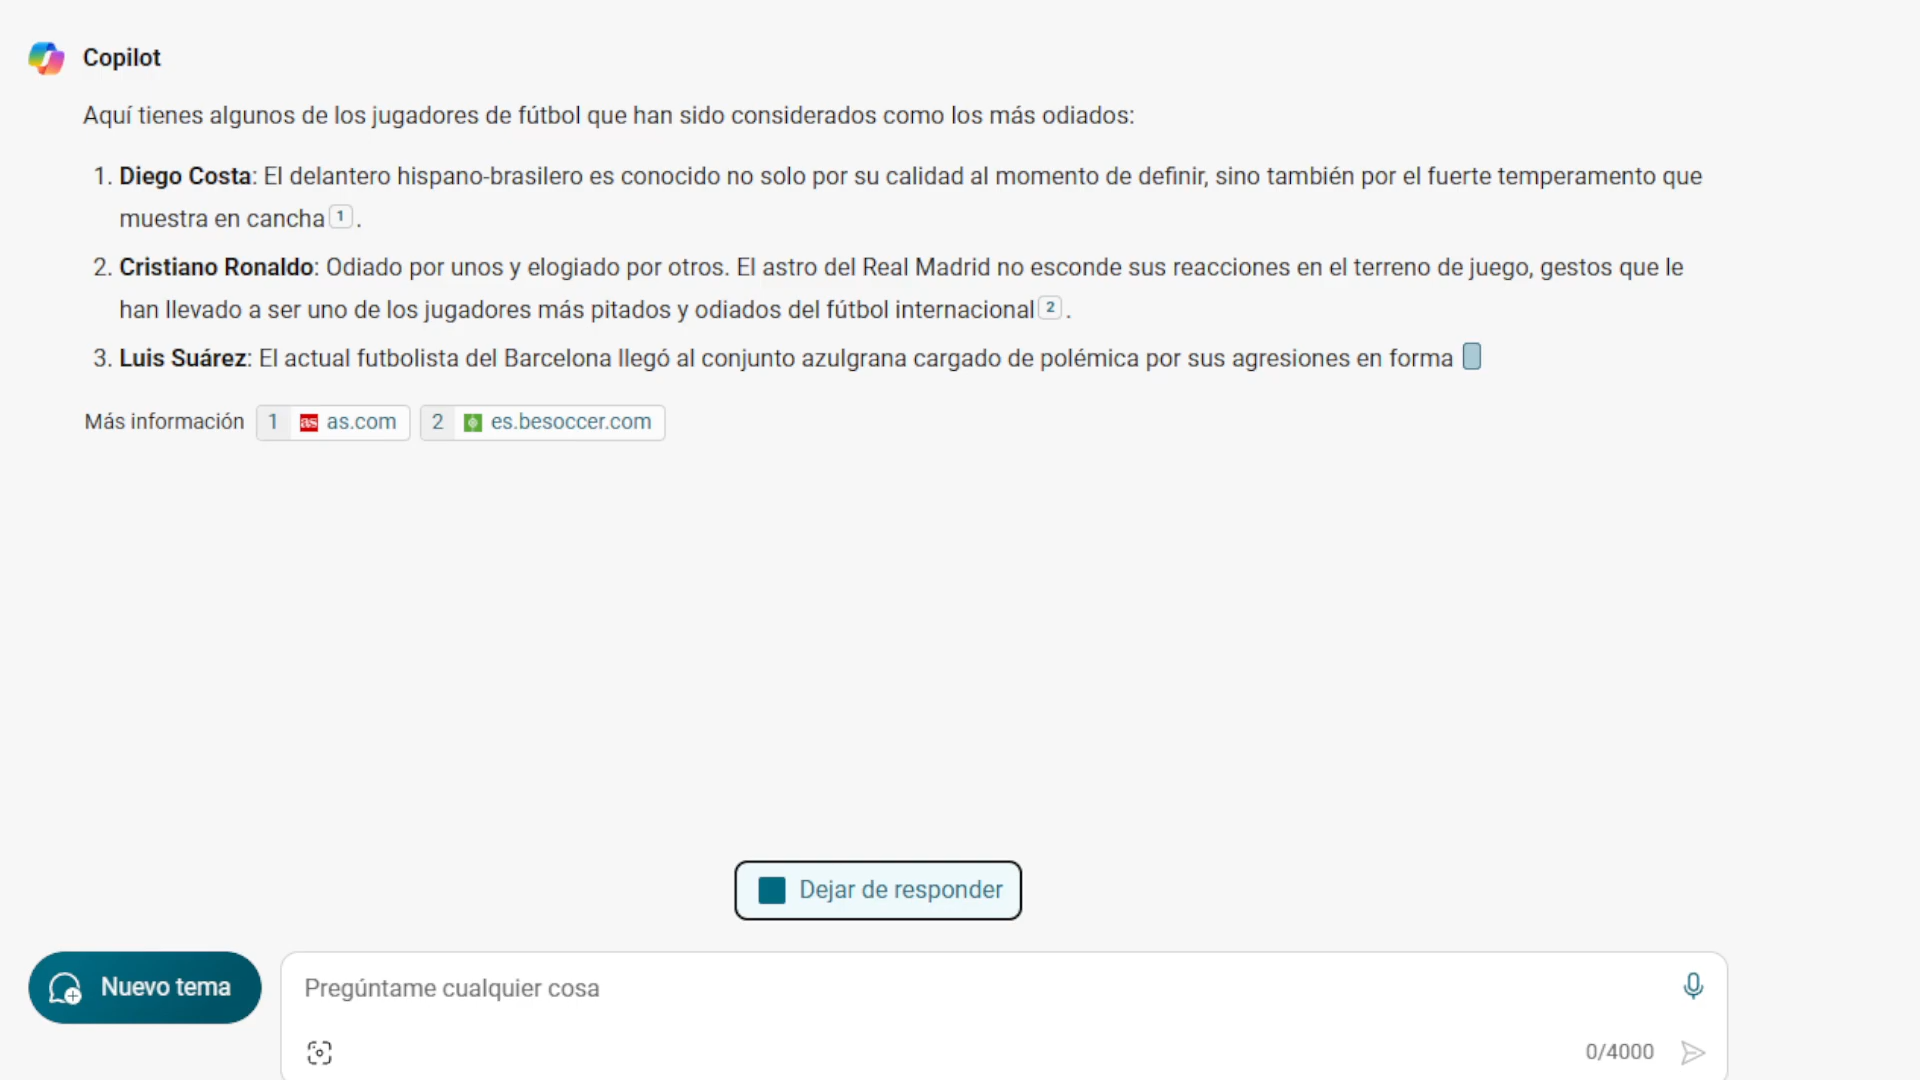 Copilot
Aquí tienes algunos de los jugadores de fútbol que han sido considerados como los más odiados:
1. Diego Costa: El delantero hispano-brasilero es conocido no solo por su calidad al momento de definir, sino también por el fuerte temperamento que
muestra en cancha 1.
2. Cristiano Ronaldo: Odiado por unos y elogiado por otros. El astro del Real Madrid no esconde sus reacciones en el terreno de juego, gestos que le
han llevado a ser uno de los jugadores más pitados y odiados del fútbol internacional 2.
3. Luis Suárez: El actual futbolista del Barcelona llegó al conjunto azulgrana cargado de polémica por sus agresiones en forma
Más información 1 as as.com 2 es.besoccer.com
Dejar de responder
Nuevo tema
Pregúntame cualquier cosa
0/4000